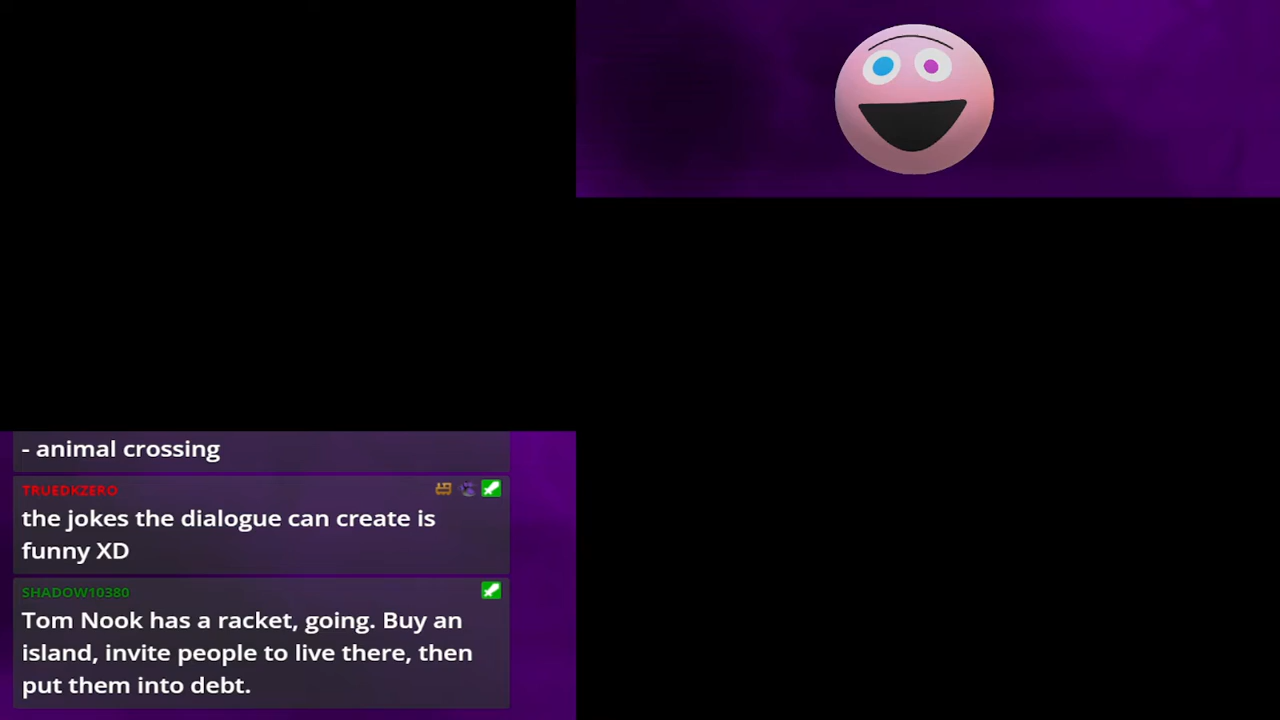 - animal crossing
TRUEDKZERO
the jokes the dialogue can create is
funny XD
SHADOW10380
Tom Nook has a racket, going. Buy an
island, invite people to live there, then
put them into debt.